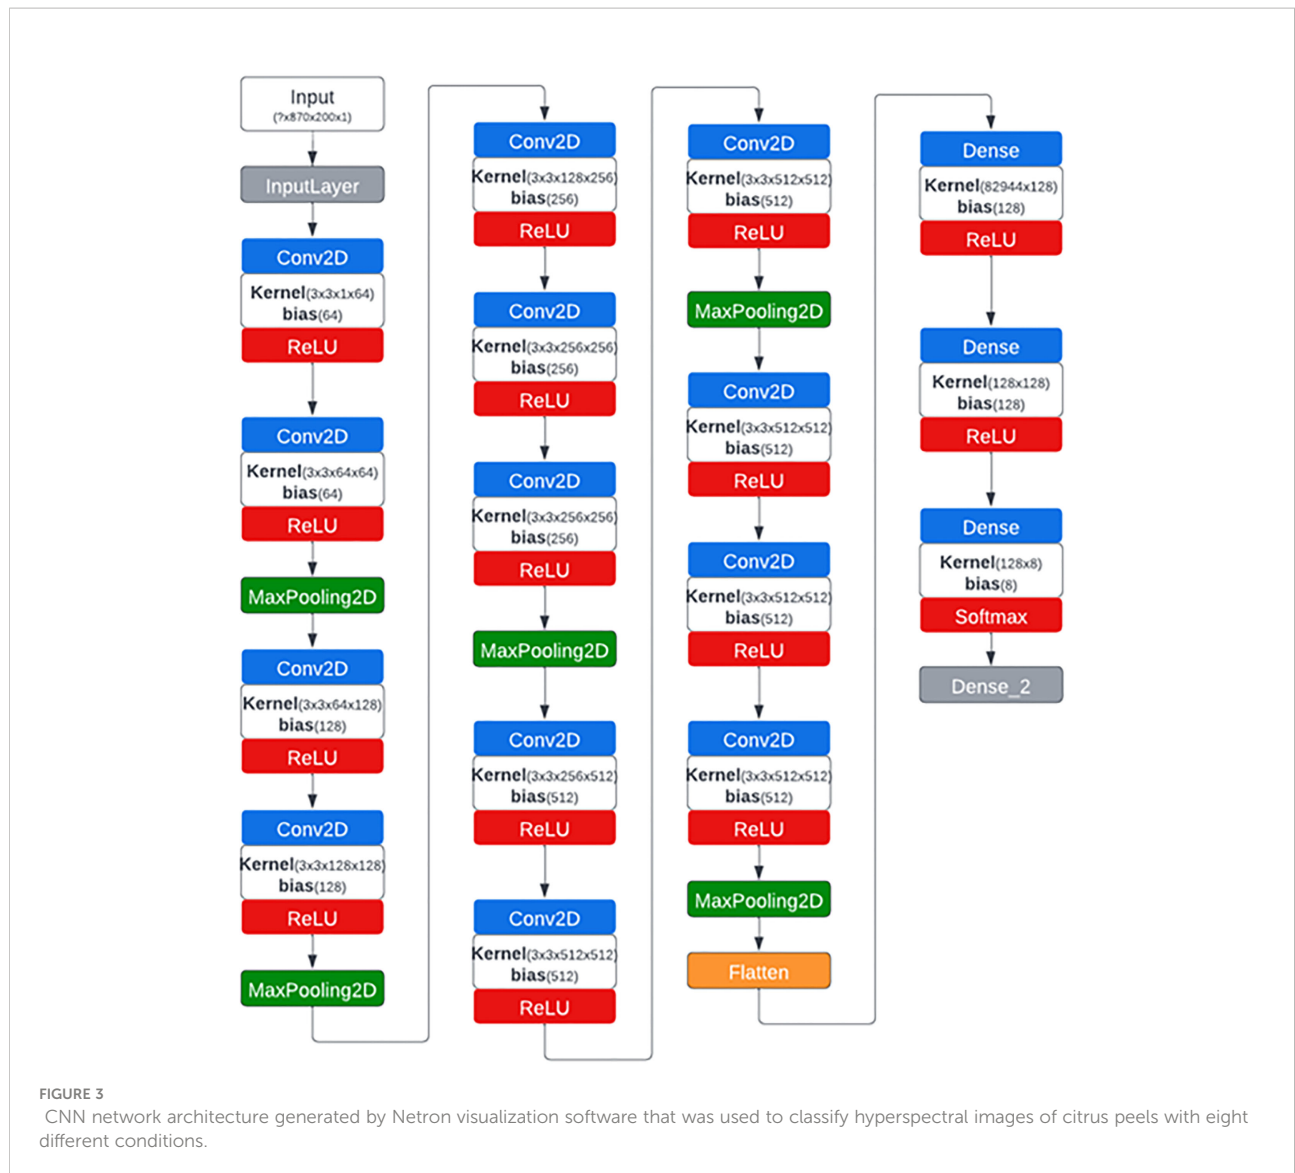 Input
(?x870x200x1)
InputLayer
Conv2D
Kernel(3x3x1x64)
bias(64)
ReLU
Conv2D
Kernel(3x3x64x64)
bias(64)
ReLU
MaxPooling2D
Conv2D
Kernel(3x3x64x128)
bias(128)
ReLU
Conv2D
Kernel(3x3x128x128)
bias(128)
ReLU
MaxPooling2D
Conv2D
Kernel(3x3x128x256)
bias(256)
ReLU
Conv2D
Kernel(3x3x256x256)
bias(256)
ReLU
Conv2D
Kernel(3x3x256x256)
bias(256)
ReLU
MaxPooling2D
Conv2D
Kernel(3x3x256x512)
bias(512)
ReLU
Conv2D
Kernel(3x3x512x512)
bias(512)
ReLU
Conv2D
Kernel(3x3x512x512)
bias(512)
ReLU
MaxPooling2D
Conv2D
Kernel(3x3x512x512)
bias(512)
ReLU
Conv2D
Kernel(3x3x512x512)
bias(512)
ReLU
Conv2D
Kernel(3x3x512x512)
bias(512)
ReLU
MaxPooling2D
Flatten
Dense
Kernel(82944x128)
bias(128)
ReLU
Dense
Kernel(128x128)
bias(128)
ReLU
Dense
Kernel(128x8)
bias(8)
Softmax
Dense_2
FIGURE 3
CNN network architecture generated by Netron visualization software that was used to classify hyperspectral images of citrus peels with eight
different conditions.